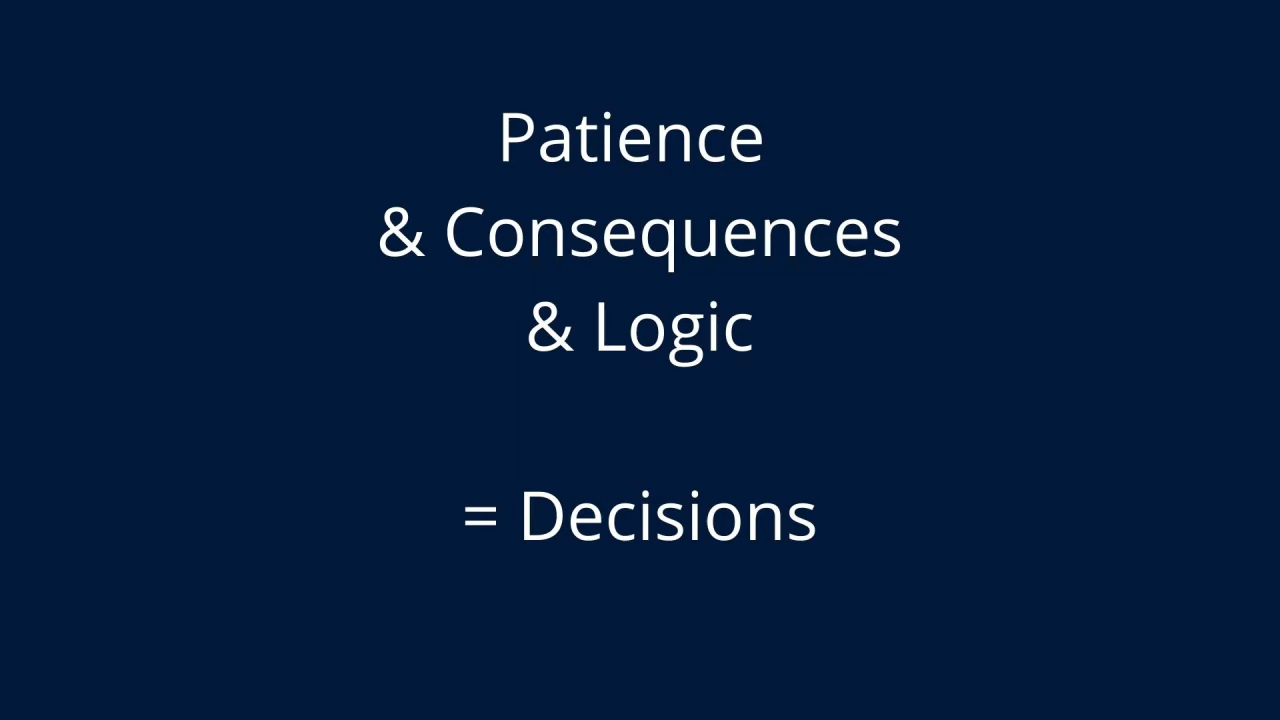 Patience
& Consequences
& Logic
= Decisions